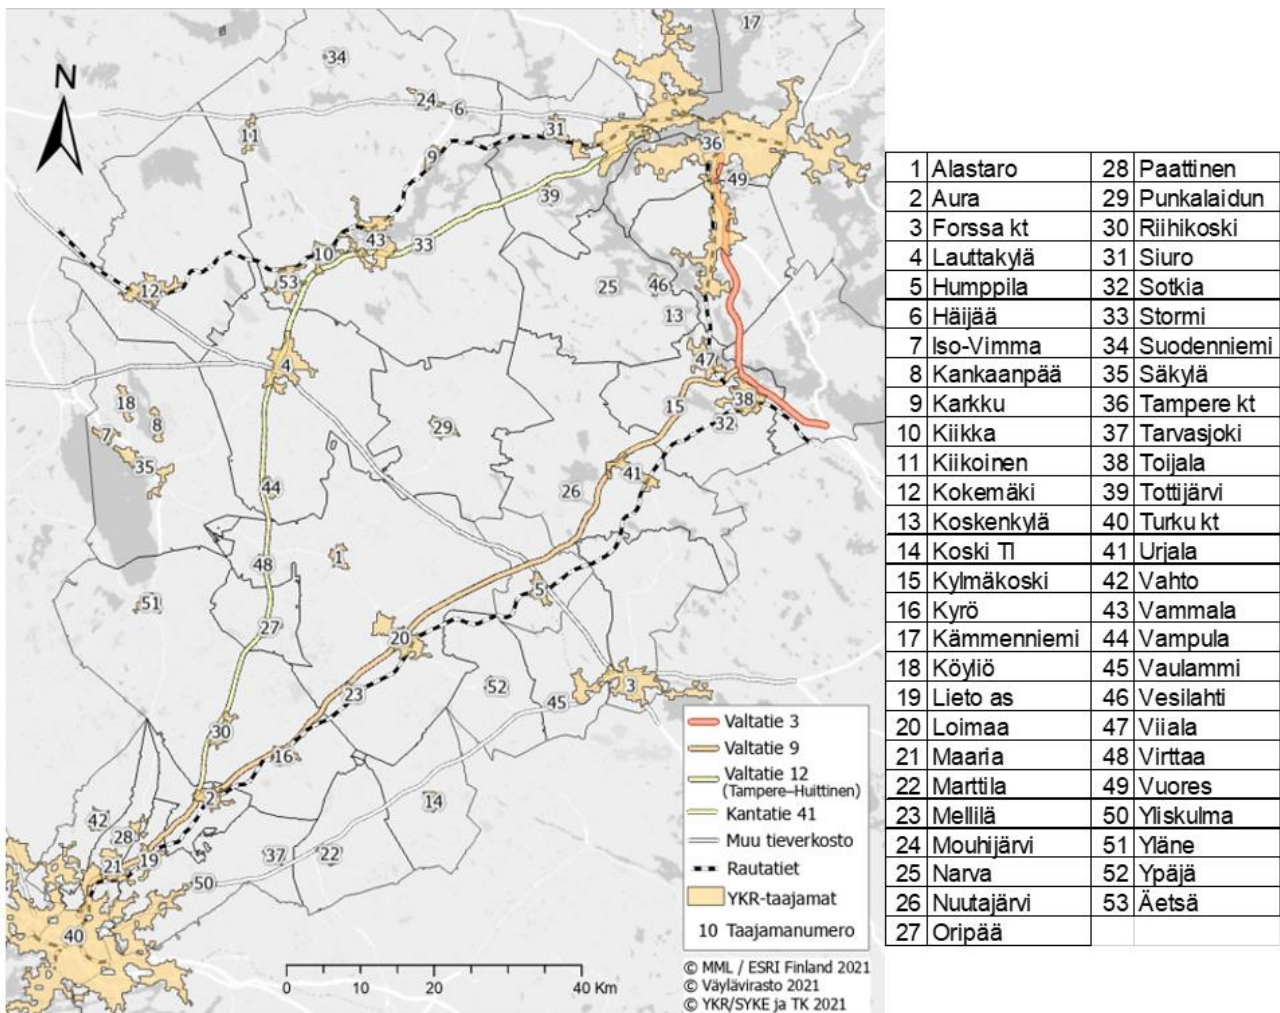 17
34
N
24
6
11
31
36
9
49
39
43
33
10
53
46
12
25
13
47
4
38
18
15
8
29
32
7
35
41
44
26
1
48
5
51
27
20
52
3
23
45
30
16
2
14
42
28
19
21
37
22
50
40
Valtatie 3
Valtatie 9
Valtatie 12
(Tampere–Huittinen)
Kantatie 41
Muu tieverkosto
Rautatiet
YKR-taajamat
10 Taajamanumero
0 10 20 40 Km
© MML / ESRI Finland 2021
© Väylävirasto 2021
© YKR/SYKE ja TK 2021
1 Alastaro 28 Paattinen
2 Aura 29 Punkalaidun
3 Forssa kt 30 Riihikoski
4 Lauttakylä 31 Siuro
5 Humppila 32 Sotkia
6 Häijää 33 Stormi
7 Iso-Vimma 34 Suodenniemi
8 Kankaanpää 35 Säkylä
9 Karkku 36 Tampere kt
10 Kiikka 37 Tarvasjoki
11 Kiikoinen 38 Toijala
12 Kokemäki 39 Tottijärvi
13 Koskenkylä 40 Turku kt
14 Koski Tl 41 Urjala
15 Kylmäkoski 42 Vahto
16 Kyrö 43 Vammala
17 Kämmenniemi 44 Vampula
18 Köyliö 45 Vaulammi
19 Lieto as 46 Vesilahti
20 Loimaa 47 Viiala
21 Maaria 48 Virttaa
22 Marttila 49 Vuores
23 Mellilä 50 Yliskulma
24 Mouhijärvi 51 Yläne
25 Narva 52 Ypäjä
26 Nuutajärvi 53 Äetsä
27 Oripää